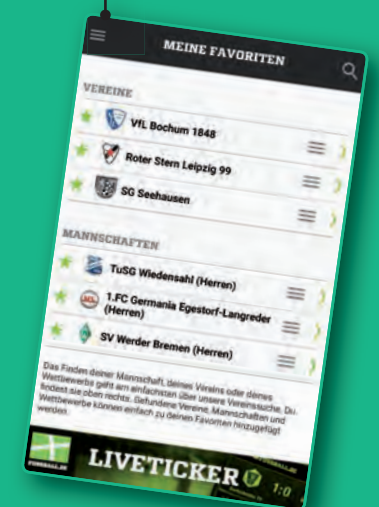 MEINE FAVORITEN
VEREINE
VfL Bochum 1848
Roter Stern Leipzig 99
SG Seehausen
MANNSCHAFTEN
TuSG Wiedensahl (Herren)
1.FC Germania Egestorf-Langreder
(Herren)
SV Werder Bremen (Herren)
Das Finden deiner Mannschaft, deines Vereins oder deines
Wettbewerbs geht am einfachsten über unsere Vereinssuche. Du
findest sie oben rechts. Gefundene Vereine, Mannschaften und
Wettbewerbe können einfach zu deinen Favoriten hinzugefügt
werden.
FUSSBALL.DE
LIVETICKER
1:0